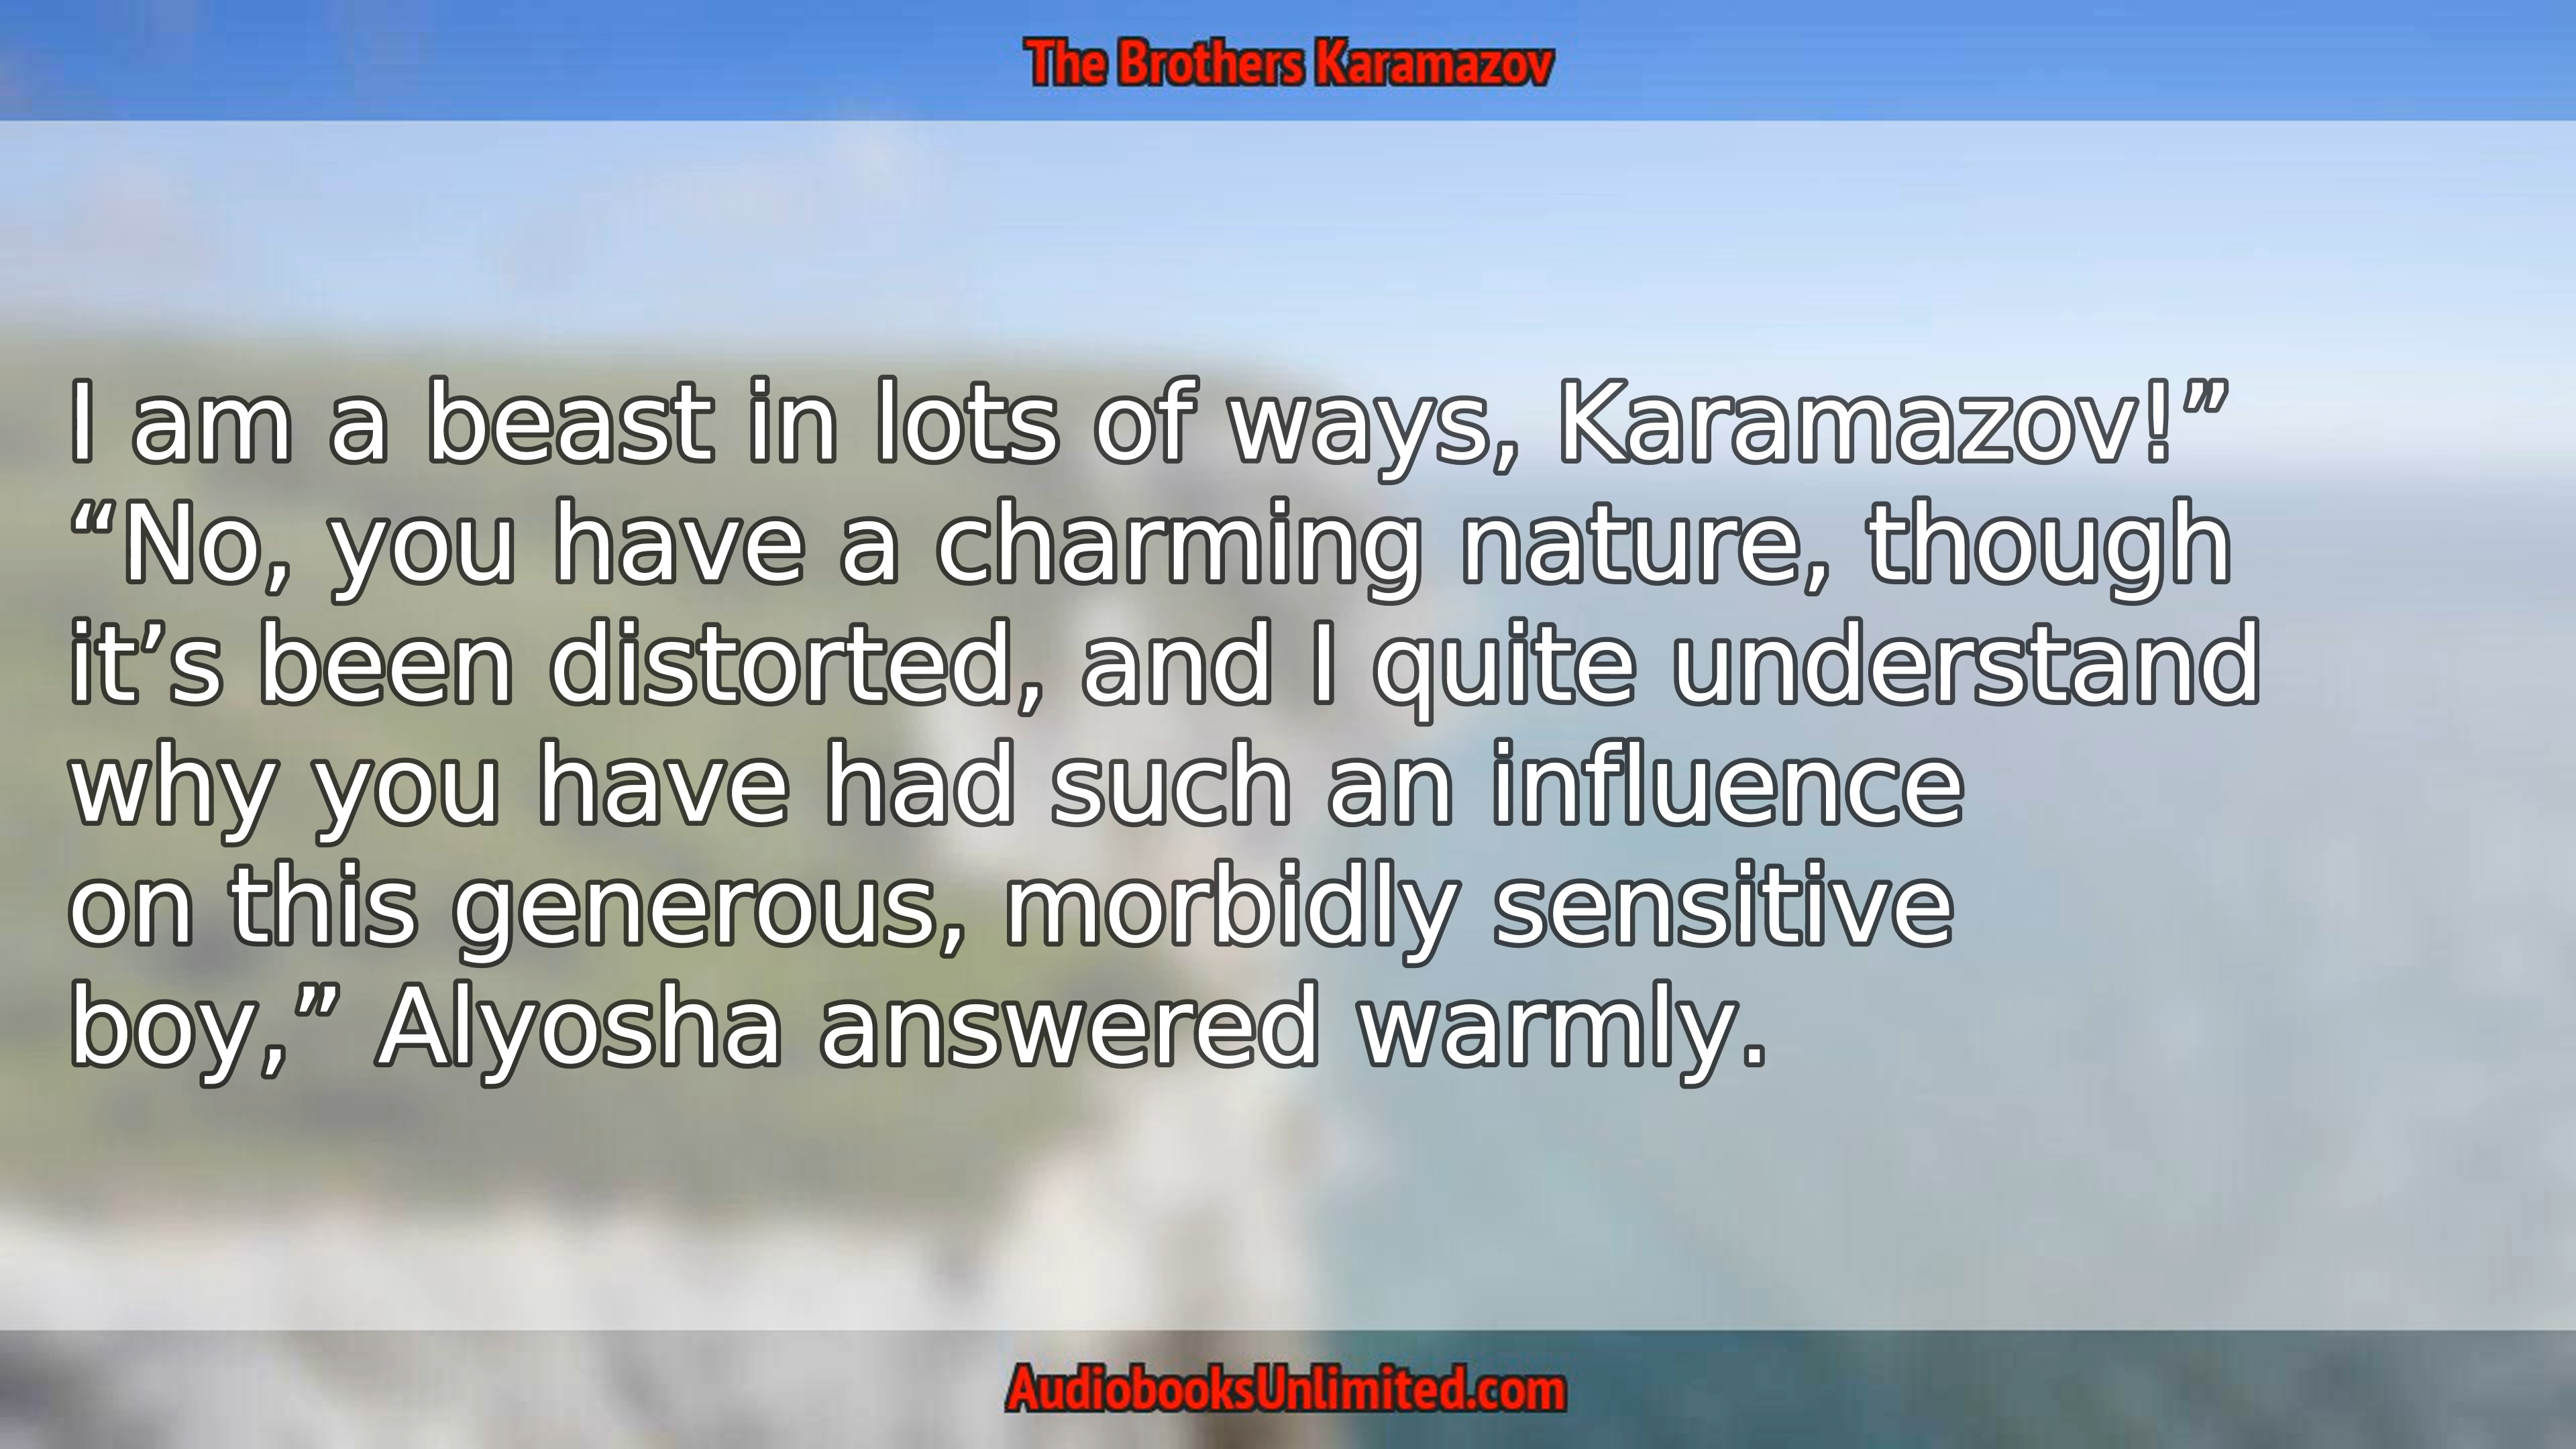 The Brothers Karamazov
I am a beast in lots of ways, Karamazov!”
“No, you have a charming nature, though
it’s been distorted, and I quite understand
why you have had such an influence
on this generous, morbidly sensitive
boy,” Alyosha answered warmly.
AudiobooksUnlimited.com